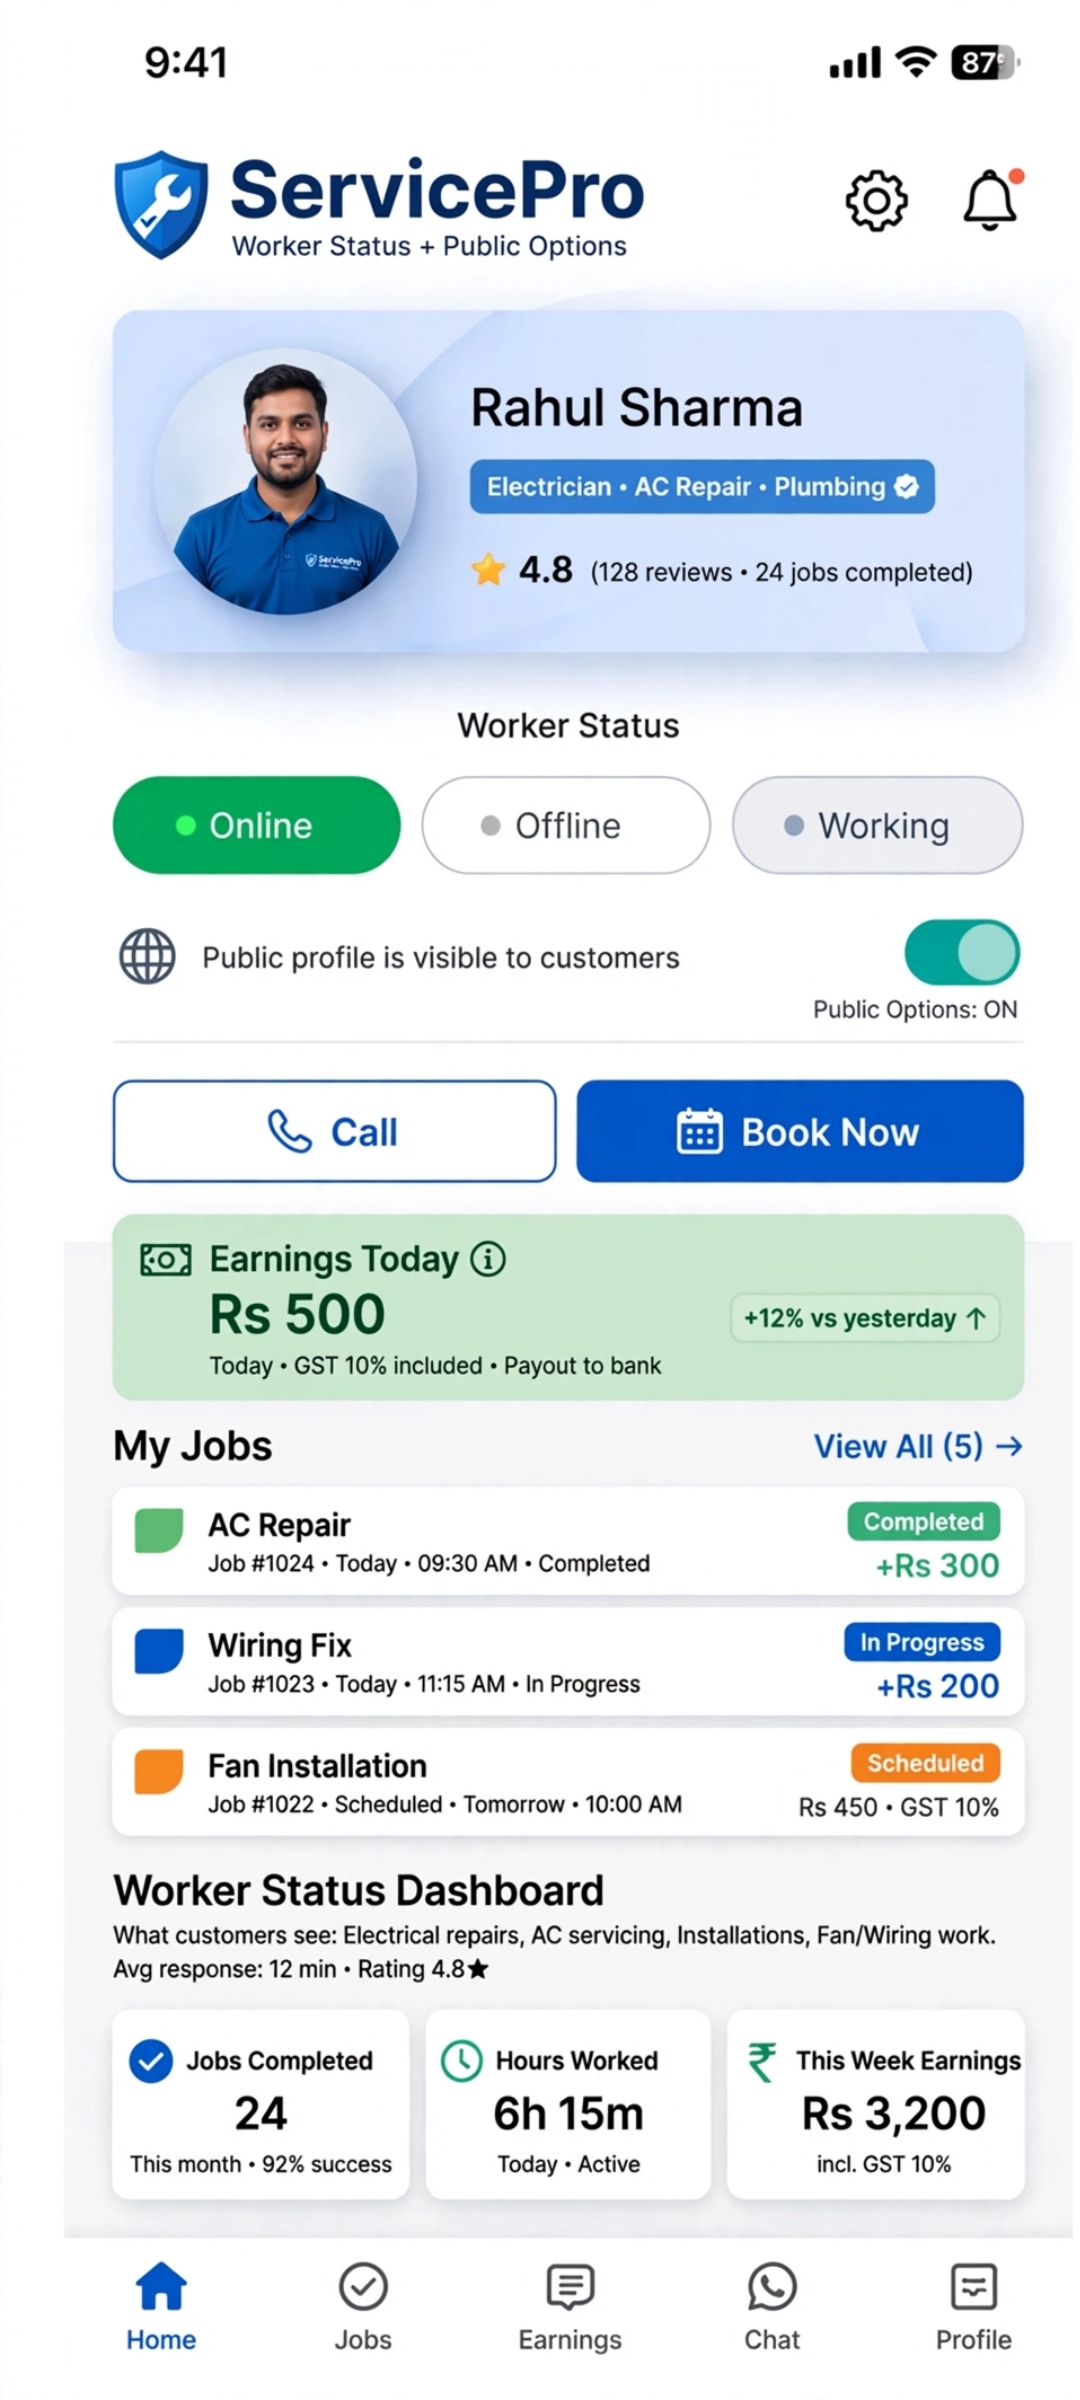 9:41
87
ServicePro
Worker Status + Public Options
Rahul Sharma
Electrician • AC Repair • Plumbing
4.8 (128 reviews • 24 jobs completed)
ServicePro
Worker Status
Online
Offline
Working
Public profile is visible to customers
Public Options: ON
Call
Book Now
Earnings Today
Rs 500
+12% vs yesterday ↑
Today • GST 10% included • Payout to bank
My Jobs
View All (5) →
AC Repair
Completed
Job #1024 • Today • 09:30 AM • Completed
+Rs 300
Wiring Fix
In Progress
Job #1023 • Today • 11:15 AM • In Progress
+Rs 200
Fan Installation
Scheduled
Job #1022 • Scheduled • Tomorrow • 10:00 AM
Rs 450 • GST 10%
Worker Status Dashboard
What customers see: Electrical repairs, AC servicing, Installations, Fan/Wiring work.
Avg response: 12 min • Rating 4.8★
Jobs Completed
24
This month • 92% success
Hours Worked
6h 15m
Today • Active
₹ This Week Earnings
Rs 3,200
incl. GST 10%
Home
Jobs
Earnings
Chat
Profile